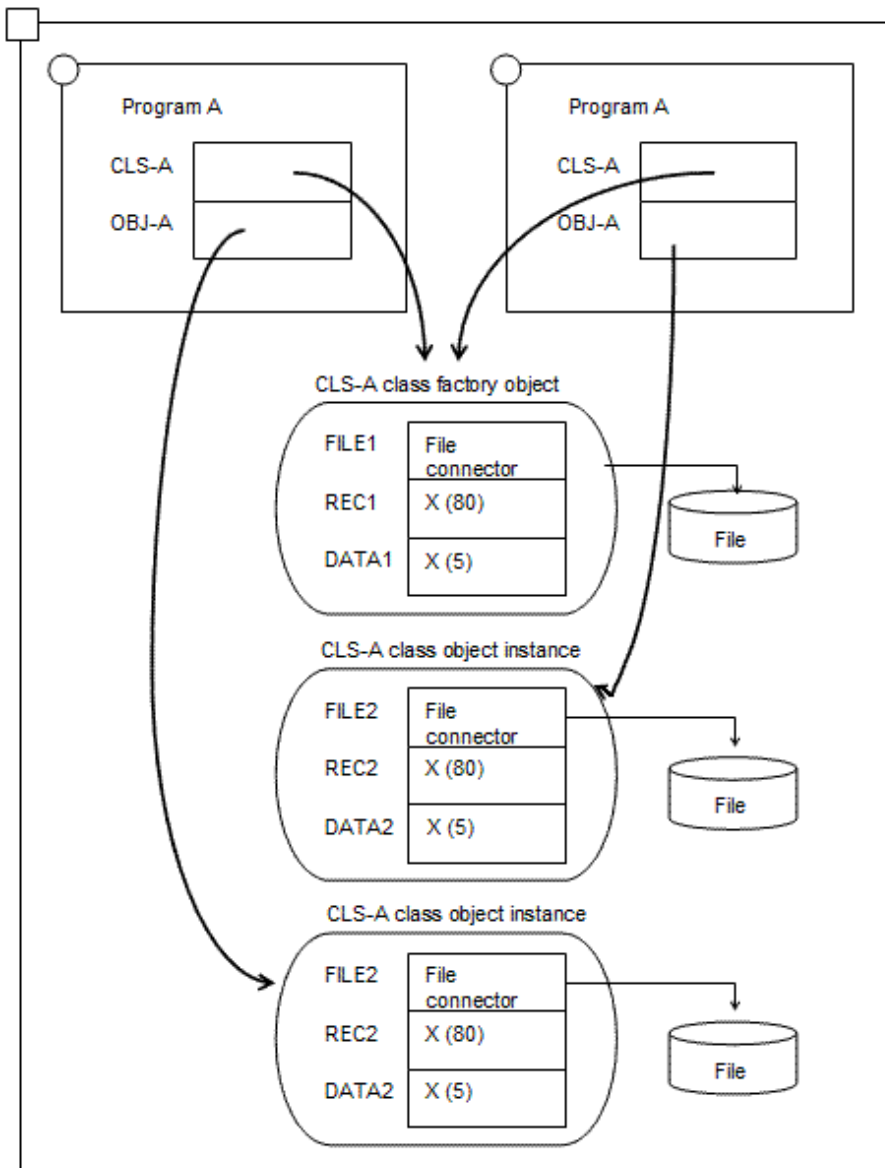 Program A
CLS-A
OBJ-A
Program A
CLS-A
OBJ-A
CLS-A class factory object
FILE1 File
connector
REC1 X (80)
DATA1 X (5)
File
CLS-A class object instance
FILE2 File
connector
REC2 X (80)
DATA2 X (5)
File
CLS-A class object instance
FILE2 File
connector
REC2 X (80)
DATA2 X (5)
File